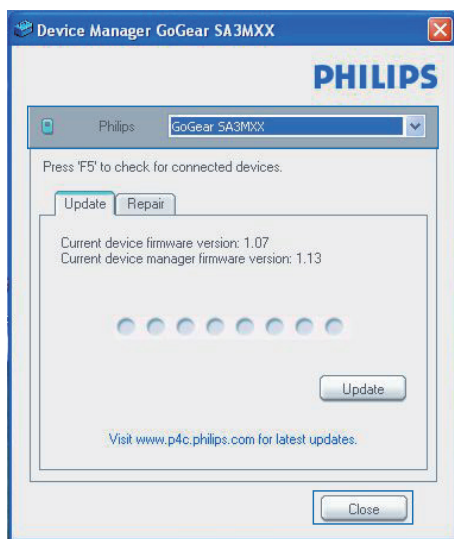 Device Manager GoGear SA3MXX
PHILIPS
Philips GoGear SA3MXX
Press 'F5' to check for connected devices.
Update Repair
Current device firmware version: 1.07
Current device manager firmware version: 1.13
Update
Visit www.p4c.philips.com for latest updates.
Close